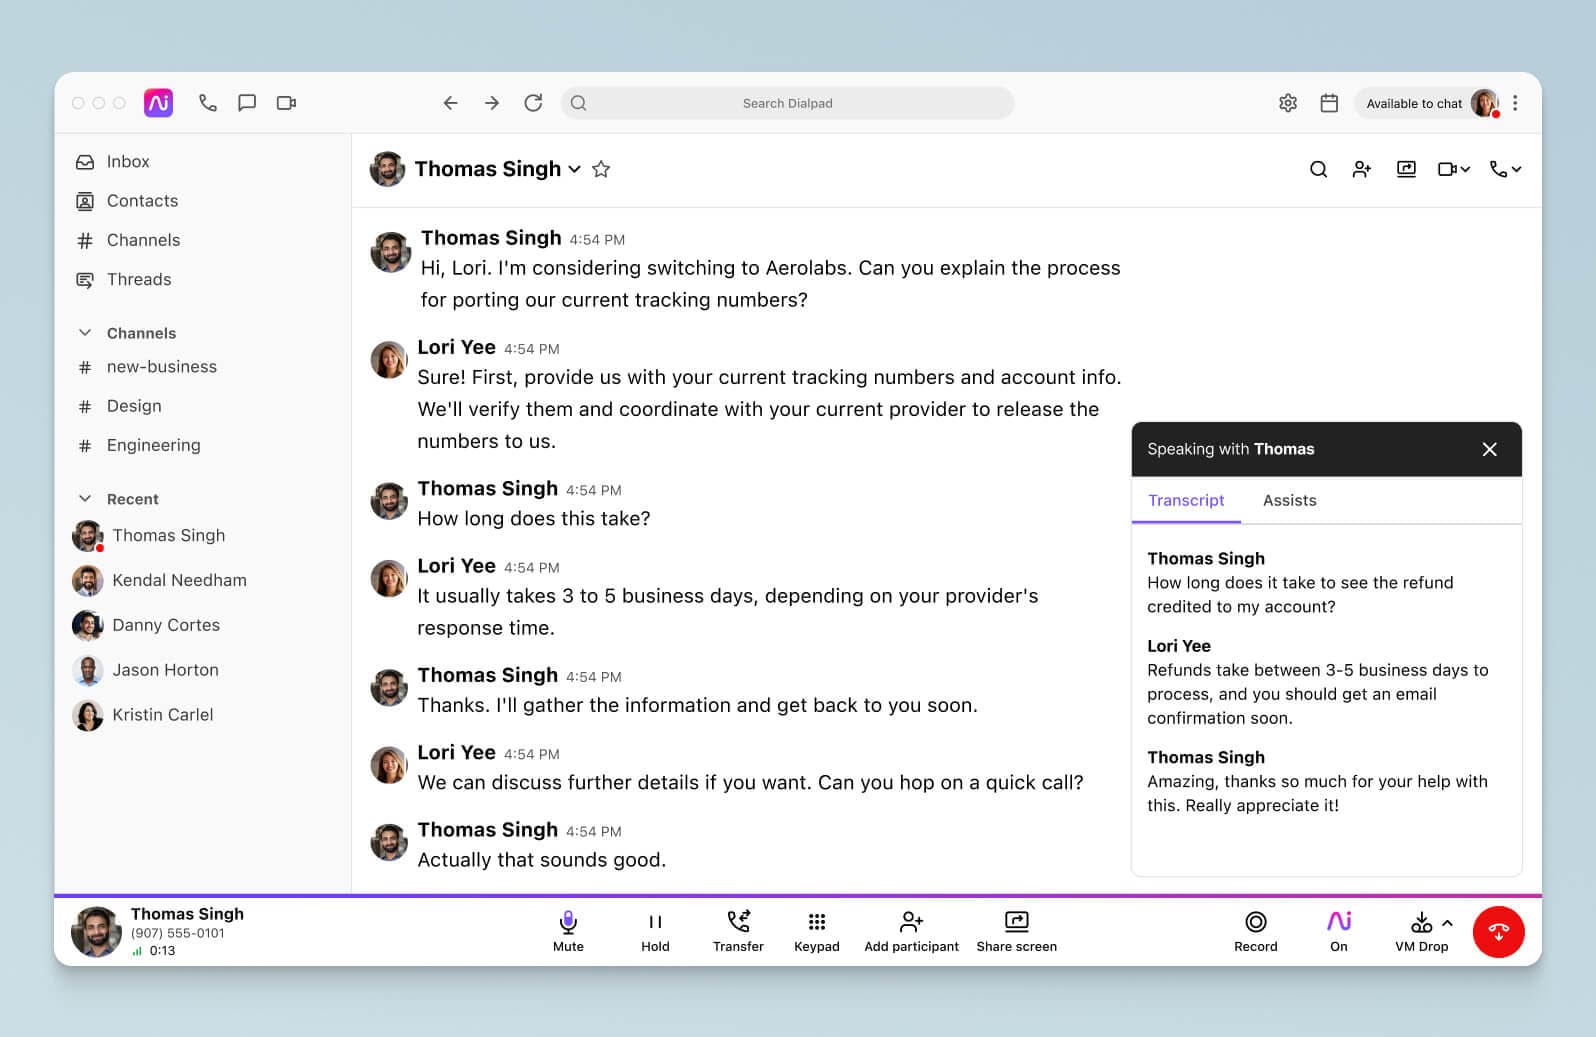 Search Dialpad
Available to chat
Inbox
Contacts
Channels
Threads
Channels
# new-business
# Design
# Engineering
Recent
Thomas Singh
Kendal Needham
Danny Cortes
Jason Horton
Kristin Carlel
Thomas Singh
Thomas Singh 4:54 PM
Hi, Lori. I'm considering switching to Aerolabs. Can you explain the process
for porting our current tracking numbers?
Lori Yee 4:54 PM
Sure! First, provide us with your current tracking numbers and account info.
We'll verify them and coordinate with your current provider to release the
numbers to us.
Thomas Singh 4:54 PM
How long does this take?
Lori Yee 4:54 PM
It usually takes 3 to 5 business days, depending on your provider's
response time.
Thomas Singh 4:54 PM
Thanks. I'll gather the information and get back to you soon.
Lori Yee 4:54 PM
We can discuss further details if you want. Can you hop on a quick call?
Thomas Singh 4:54 PM
Actually that sounds good.
Speaking with Thomas
Transcript Assists
Thomas Singh
How long does it take to see the refund
credited to my account?
Lori Yee
Refunds take between 3-5 business days to
process, and you should get an email
confirmation soon.
Thomas Singh
Amazing, thanks so much for your help with
this. Really appreciate it!
Thomas Singh
(907) 555-0101
0:13
Mute Hold Transfer Keypad Add participant Share screen Record On VM Drop